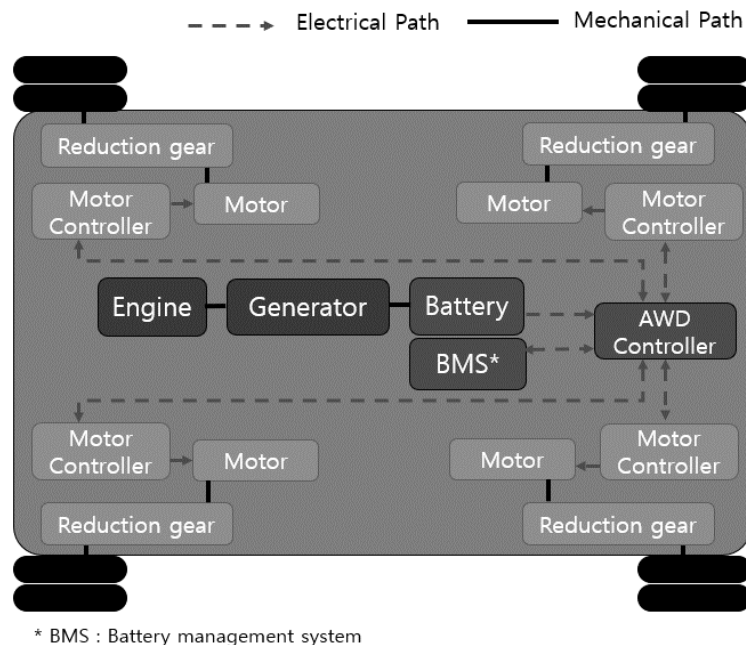 Electrical Path
Mechanical Path
Reduction gear
Reduction gear
Motor
Controller
Motor
Motor
Motor
Controller
Engine
Generator
Battery
BMS*
AWD
Controller
Motor
Controller
Motor
Motor
Motor
Controller
Reduction gear
Reduction gear
* BMS : Battery management system